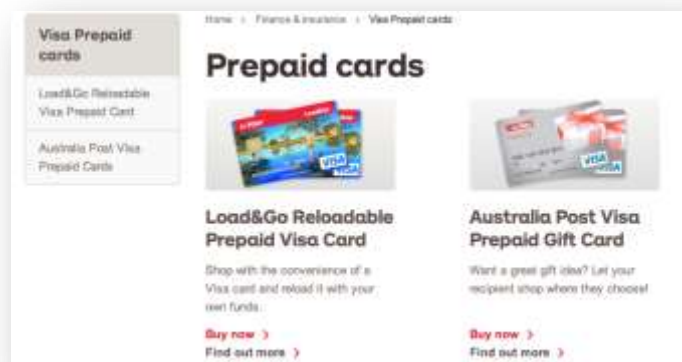 Visa Prepaid
cards
Load&Go Reloadable
Visa Prepaid Card
Australia Post Visa
Prepaid Cards
Home > Finance & insurance > Visa Prepaid cards
Prepaid cards
VISA
VISA
Load&Go Reloadable
Prepaid Visa Card
Shop with the convenience of a
Visa card and reload it with your
own funds.
Buy now >
Find out more >
Australia Post Visa
Prepaid Gift Card
Want a great gift idea? Let your
recipient shop where they choose!
Buy now >
Find out more >